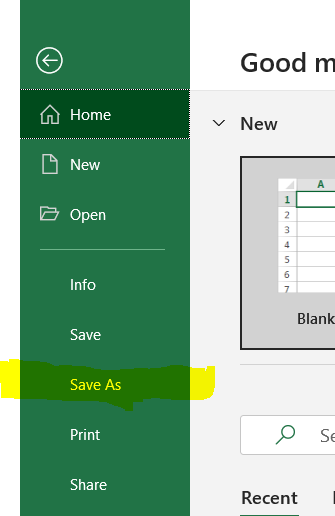 Good m
Home
New
New
Open
A
1
2
3
4
5
6
7
Blank
Info
Save
Save As
Print
Se
Share
Recent